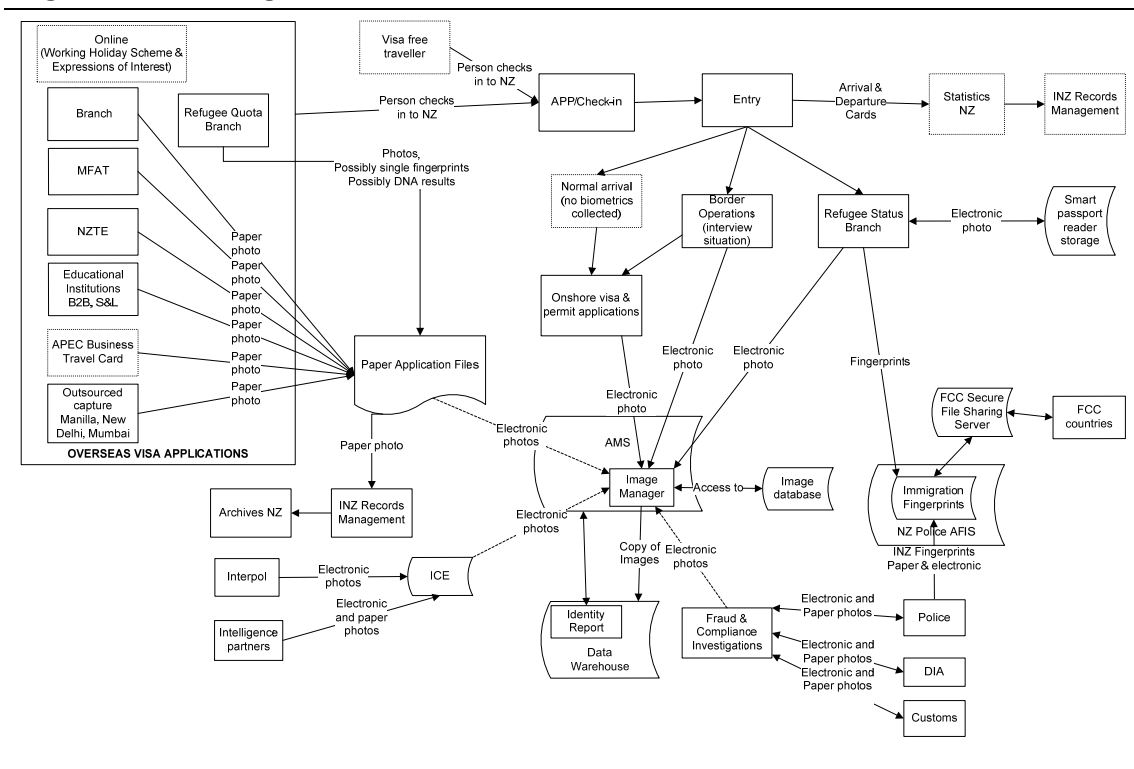 Online
(Working Holiday Scheme &
Expressions of Interest)
Branch
Refugee Quota
Branch
MFAT
NZTE
Educational
Institutions
B2B, S&L
APEC Business
Travel Card
Outsourced
capture
Manilla, New
Delhi, Mumbai
OVERSEAS VISA APPLICATIONS
Paper
photo
Paper
photo
Paper
photo
Paper
photo
Paper
photo
Paper
photo
Visa free
traveller
Person checks
in to NZ
Person checks
in to NZ
APP/Check-in
Entry
Arrival &
Departure
Cards
Statistics
NZ
INZ Records
Management
Photos,
Possibly single fingerprints
Possibly DNA results
Normal arrival
(no biometrics
collected)
Border
Operations
(interview
situation)
Refugee Status
Branch
Electronic
photo
Smart
passport
reader
storage
Onshore visa &
permit applications
Paper Application Files
Electronic
photo
Electronic
photo
Electronic
photo
Fingerprints
Electronic
photos
AMS
Image
Manager
Access to
Image
database
FCC Secure
File Sharing
Server
FCC
countries
Immigration
Fingerprints
NZ Police AFIS
INZ Fingerprints
Paper & electronic
Paper photo
Archives NZ
INZ Records
Management
Electronic
photos
Interpol
Electronic
photos
ICE
Intelligence
partners
Electronic
and paper
photos
Copy of
Images
Electronic
photos
Identity
Report
Data
Warehouse
Fraud &
Compliance
Investigations
Electronic and
Paper photos
Police
Electronic and
Paper photos
DIA
Electronic and
Paper photos
Customs